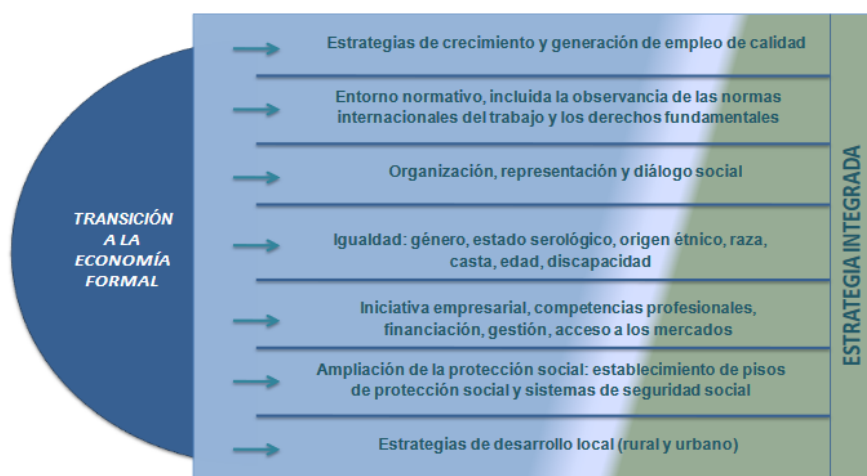 TRANSICIÓN
A LA
ECONOMÍA
FORMAL
Estrategias de crecimiento y generación de empleo de calidad
Entorno normativo, incluida la observancia de las normas
internacionales del trabajo y los derechos fundamentales
Organización, representación y diálogo social
Igualdad: género, estado serológico, origen étnico, raza,
casta, edad, discapacidad
Iniciativa empresarial, competencias profesionales,
financiación, gestión, acceso a los mercados
Ampliación de la protección social: establecimiento de pisos
de protección social y sistemas de seguridad social
Estrategias de desarrollo local (rural y urbano)
ESTRATEGIA INTEGRADA